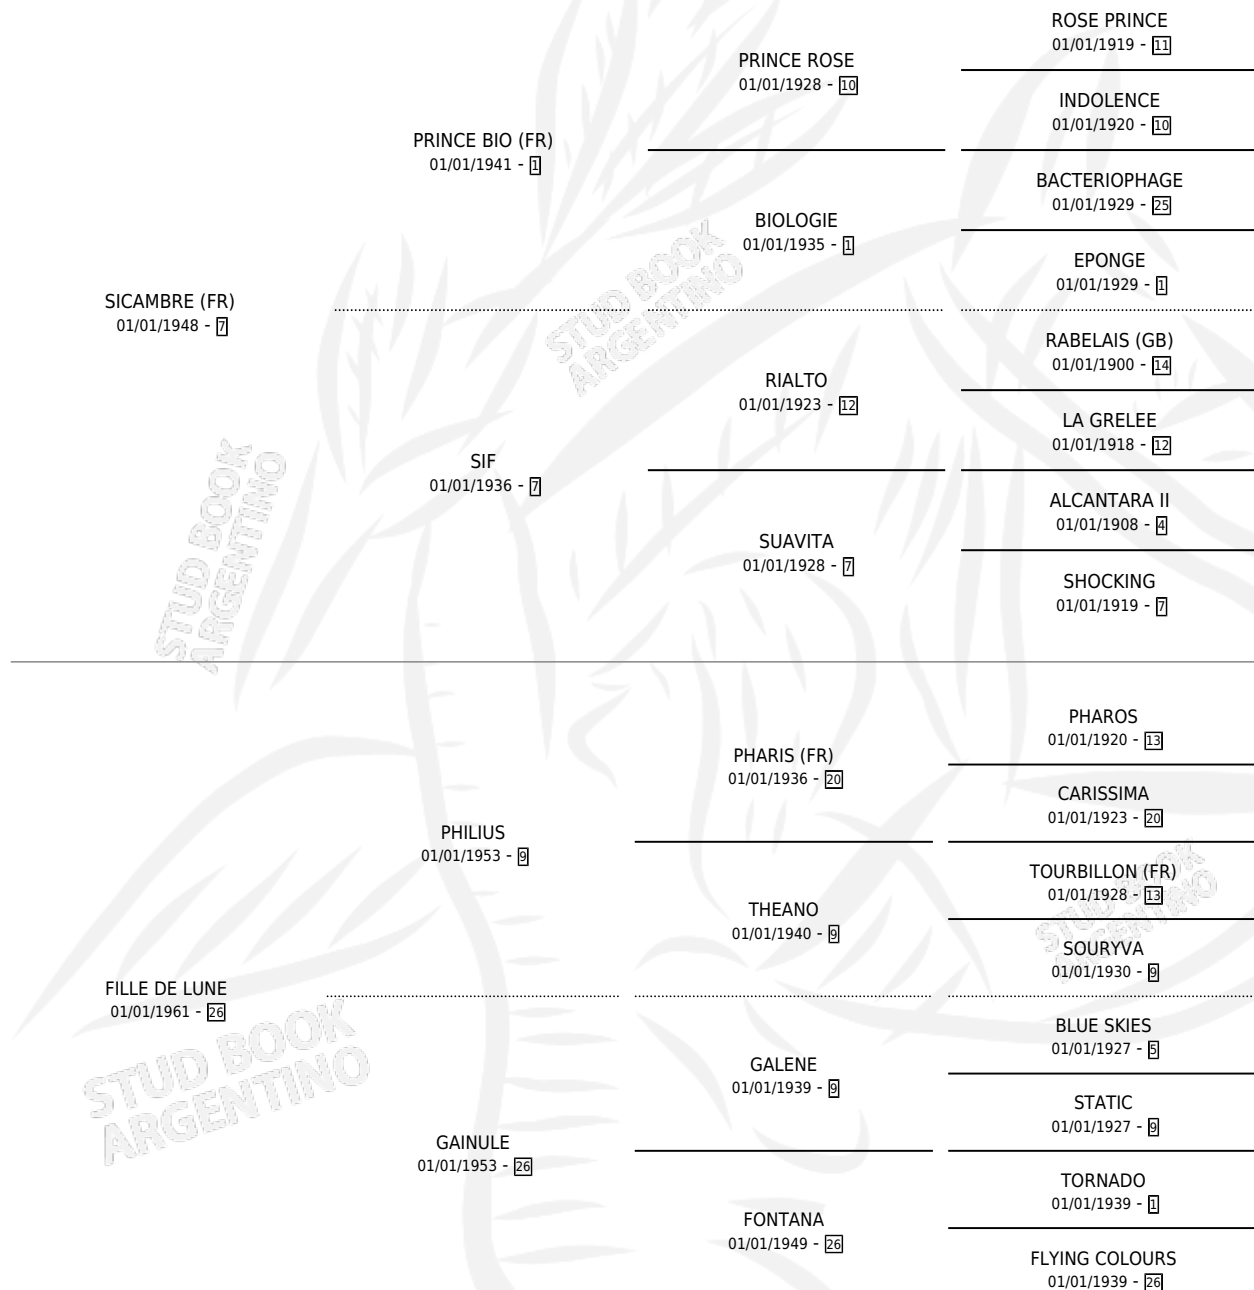 ROSE PRINCE
01/01/1919 - 11
PRINCE ROSE
01/01/1928 - 10
INDOLENCE
01/01/1920 - 10
PRINCE BIO (FR)
01/01/1941 - 1
BACTERIOPHAGE
01/01/1929 - 25
BIOLOGIE
01/01/1935 - 1
EPONGE
01/01/1929 - 1
STUD BOOK
ARGENTINO
SICAMBRE (FR)
01/01/1948 - 7
RABELAIS (GB)
01/01/1900 - 14
RIALTO
01/01/1923 - 12
LA GRELEE
01/01/1918 - 12
SIF
01/01/1936 - 7
ALCANTARA II
01/01/1908 - 4
SUAVITA
01/01/1928 - 7
SHOCKING
01/01/1919 - 7
STUD BOOK
ARGENTINO
PHAROS
01/01/1920 - 13
PHARIS (FR)
01/01/1936 - 20
CARISSIMA
01/01/1923 - 20
PHILIUS
01/01/1953 - 9
TOURBILLON (FR)
01/01/1928 - 13
THEANO
01/01/1940 - 9
SOURYVA
01/01/1930 - 9
STUD BOOK
ARGENTINO
FILLE DE LUNE
01/01/1961 - 26
BLUE SKIES
01/01/1927 - 5
GALENE
01/01/1939 - 9
STATIC
01/01/1927 - 9
STUD BOOK
ARGENTINO
GAINULE
01/01/1953 - 26
TORNADO
01/01/1939 - 1
FONTANA
01/01/1949 - 26
FLYING COLOURS
01/01/1939 - 26